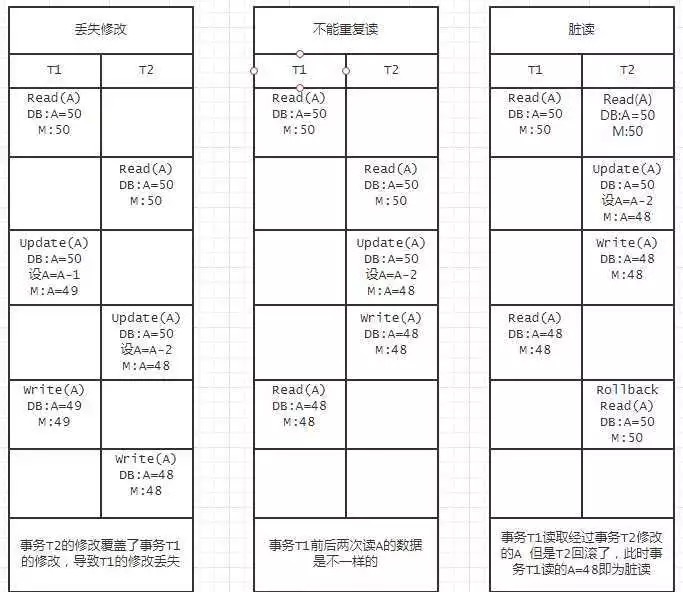 丢失修改
T1
T2
Read(A)
DB:A=50
M:50
Read(A)
DB:A=50
M:50
Update(A)
DB:A=50
设A=A-1
M:A=49
Update(A)
DB:A=50
设A=A-2
M:A=48
Write(A)
DB:A=49
M:49
Write(A)
DB:A=48
M:48
事务T2的修改覆盖了事务T1
的修改，导致T1的修改丢失
不能重复读
T1
T2
Read(A)
DB:A=50
M:50
Read(A)
DB:A=50
M:50
Update(A)
DB:A=50
设A=A-2
M:A=48
Write(A)
DB:A=48
M:48
Read(A)
DB:A=48
M:48
事务T1前后两次读A的数据
是不一样的
脏读
T1
T2
Read(A)
DB:A=50
M:50
Read(A)
DB:A=50
M:50
Update(A)
DB:A=50
设A=A-2
M:A=48
Write(A)
DB:A=48
M:48
Read(A)
DB:A=48
M:48
Rollback
Read(A)
DB:A=50
M:50
事务T1读取经过事务T2修改
的A 但是T2回滚了，此时事
务T1读的A=48即为脏读